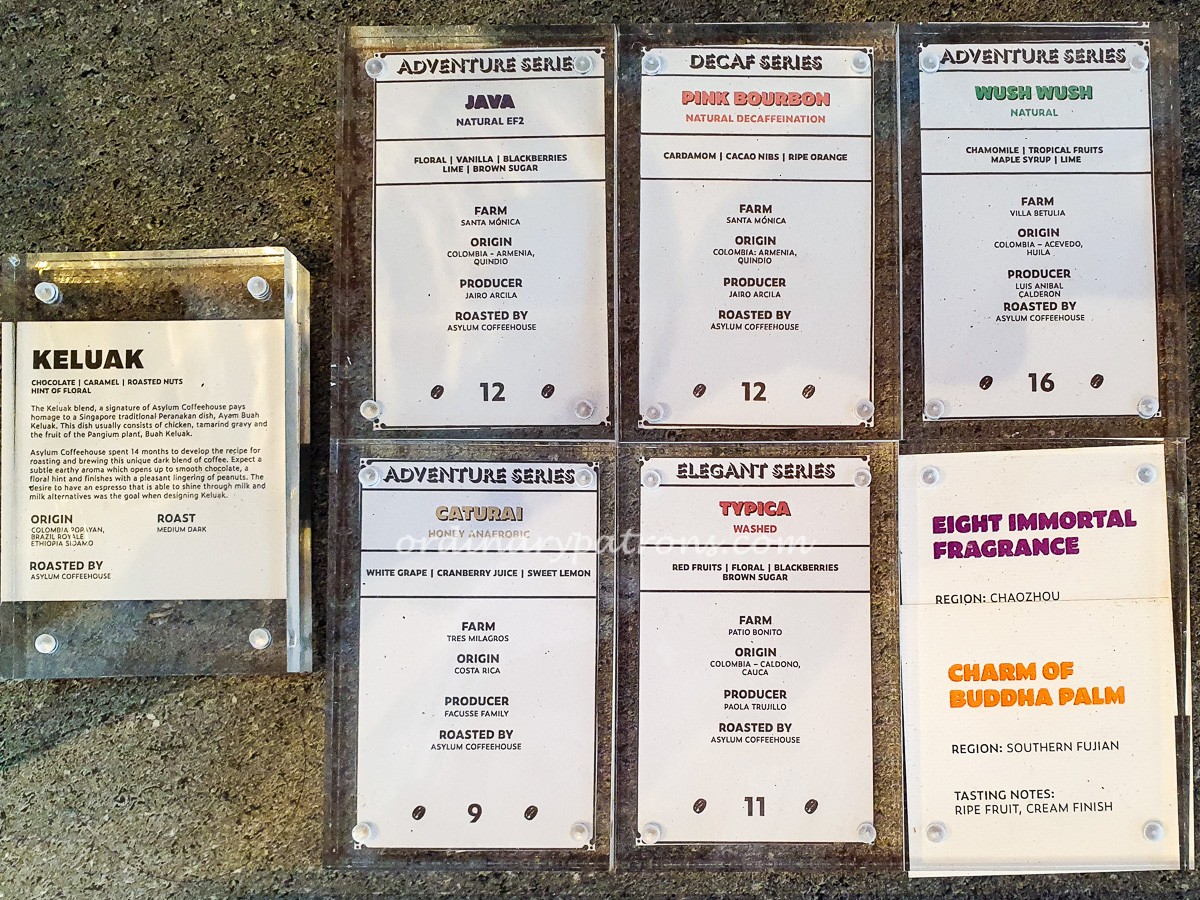 KELUAK
CHOCOLATE | CARAMEL | ROASTED NUTS
HINT OF FLORAL
The Keluak blend, a signature of Asylum Coffeehouse pays
homage to a Singapore traditional Peranakan dish, Ayam Buah
Keluak. This dish usually consists of chicken, tamarind gravy and
the fruit of the Pangium plant, Buah Keluak.
Asylum Coffeehouse spent 14 months to develop the recipe for
roasting and brewing this unique dark blend of coffee. Expect a
subtle earthy aroma which opens up to smooth chocolate, a
floral hint and finishes with a pleasant lingering of peanuts. The
desire to have an espresso that is able to shine through milk and
milk alternatives was the goal when designing Keluak.
ORIGIN
COLOMBIA POPAYAN,
BRAZIL ROYALE
ETHIOPIA SIDAMO
ROAST
MEDIUM DARK
ROASTED BY
ASYLUM COFFEEHOUSE
ADVENTURE SERIE
JAVA
NATURAL EF2
FLORAL | VANILLA | BLACKBERRIES
LIME | BROWN SUGAR
FARM
SANTA MÓNICA
ORIGIN
COLOMBIA – ARMENIA,
QUINDIO
PRODUCER
JAIRO ARCILA
ROASTED BY
ASYLUM COFFEEHOUSE
12
DECAF SERIES
PINK BOURBON
NATURAL DECAFFEINATION
CARDAMOM | CACAO NIBS | RIPE ORANGE
FARM
SANTA MÓNICA
ORIGIN
COLOMBIA: ARMENIA,
QUINDIO
PRODUCER
JAIRO ARCILA
ROASTED BY
ASYLUM COFFEEHOUSE
12
ADVENTURE SERIES
WUSH WUSH
NATURAL
CHAMOMILE | TROPICAL FRUITS
MAPLE SYRUP | LIME
FARM
VILLA BETULIA
ORIGIN
COLOMBIA – ACEVEDO,
HUILA
PRODUCER
LUIS ANIBAL
CALDERON
ROASTED BY
ASYLUM COFFEEHOUSE
16
ADVENTURE SERIES
CATURAI
HONEY ANAEROBIC
WHITE GRAPE | CRANBERRY JUICE | SWEET LEMON
FARM
TRES MILAGROS
ORIGIN
COSTA RICA
PRODUCER
FACUSSE FAMILY
ROASTED BY
ASYLUM COFFEEHOUSE
9
ELEGANT SERIES
TYPICA
WASHED
RED FRUITS | FLORAL | BLACKBERRIES
BROWN SUGAR
FARM
PATIO BONITO
ORIGIN
COLOMBIA – CALDONO,
CAUCA
PRODUCER
PAOLA TRUJILLO
ROASTED BY
ASYLUM COFFEEHOUSE
11
EIGHT IMMORTAL
FRAGRANCE
REGION: CHAOZHOU
CHARM OF
BUDDHA PALM
REGION: SOUTHERN FUJIAN
TASTING NOTES:
RIPE FRUIT, CREAM FINISH
ordinarypatrons.com